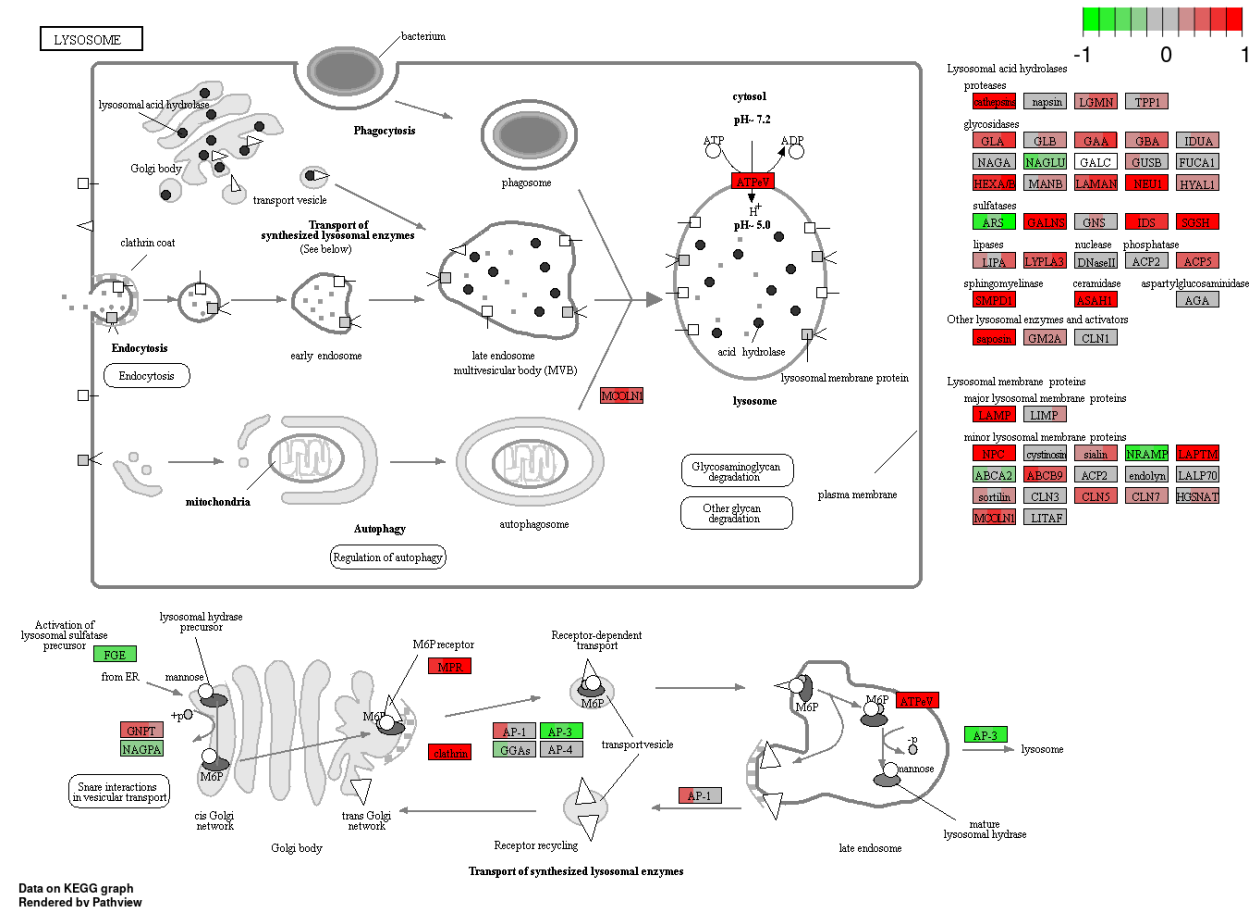 LYSOSOME
-1 0 1
bacterium
lysosomal acid hydrolase
Golgi body
Phagocytosis
transport vesicle
phagosome
cytosol
pH~ 7.2
ATP ADP
ATPeV
H+
pH~ 5.0
Transport of
synthesized lysosomal enzymes
(See below)
clathrin coat
Endocytosis
Endocytosis
early endosome
late endosome
multivesicular body (MVB)
acid hydrolase
lysosomal membrane protein
lysosome
MCOLN1
mitochondria
Autophagy
Regulation of autophagy
autophagosome
Glycosaminoglycan
degradation
Other glycan
degradation
plasma membrane
Lysosomal acid hydrolases
proteases
cathepsins napsin LGMN TPP1
glycosidases
GLA GLB GAA GBA IDUA
NAGA NAGLU GALC GUSB FUCA1
HEXA/B MANB LAMAN NEU1 HYAL1
sulfatases
ARS GALNS GNS IDS SGSH
lipases nuclease phosphatase
LIPA LYPLA3 DNaseII ACP2 ACP5
sphingomyelinase ceramidase aspartylglucosaminidase
SMPD1 ASAH1 AGA
Other lysosomal enzymes and activators
saposin GM2A CLN1
Lysosomal membrane proteins
major lysosomal membrane proteins
LAMP LIMP
minor lysosomal membrane proteins
NPC cystinosin sialin NRAMP LAPTM
ABCA2 ABCB9 ACP2 endolyn LALP70
sortilin CLN3 CLN5 CLN7 HGSNAT
MCOLN1 LITAF
Activation of
lysosomal sulfatase
precursor
FGE
from ER
lysosomal hydrase
precursor
mannose
+p
GNPT
NAGPA
M6P
Snare interactions
in vesicular transport
cis Golgi
network
Golgi body
trans Golgi
network
M6P receptor
MPR
M6P
clathrin
AP-1 AP-3
GGAs AP-4
Receptor-dependent
transport
M6P
transport vesicle
Receptor recycling
AP-1
M6P
M6P
ATPeV
-p
mannose
AP-3
lysosome
mature
lysosomal hydrase
late endosome
Transport of synthesized lysosomal enzymes
Data on KEGG graph
Rendered by Pathview